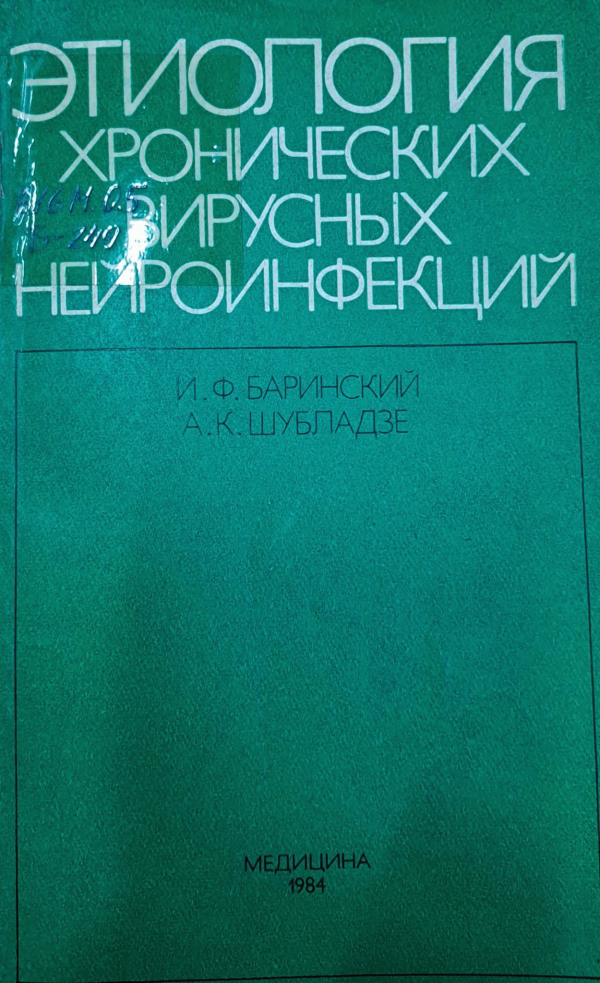 ЭТИОЛОГИЯ
ХРОНИЧЕСКИХ
ВИРУСНЫХ
НЕЙРОИНФЕКЦИЙ
И. Ф. БАРИНСКИЙ
А. К. ШУБЛАДЗЕ
МЕДИЦИНА
1984